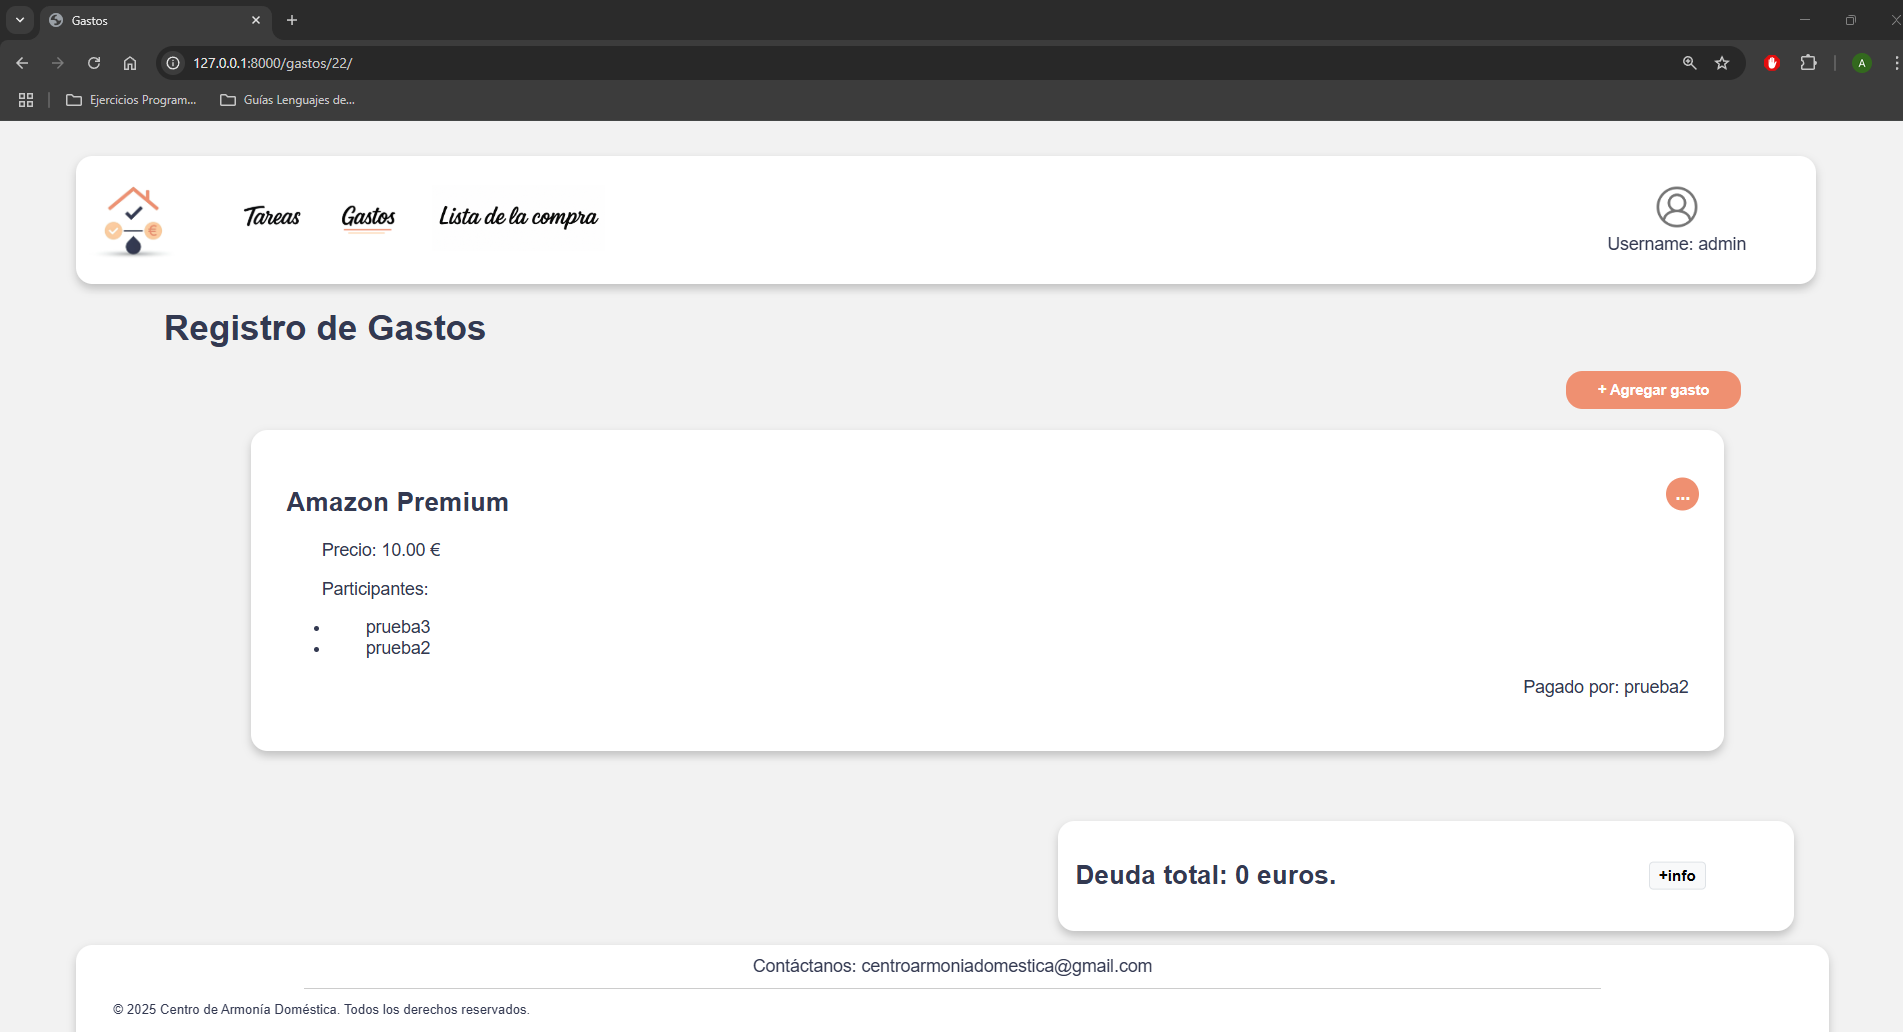 Gastos
127.0.0.1:8000/gastos/22/
A
Ejercicios Program...
Guías Lenguajes de...
Tareas
Gastos
Lista de la compra
€
Username: admin
Registro de Gastos
+ Agregar gasto
Amazon Premium
...
Precio: 10.00 €
Participantes:
• prueba3
• prueba2
Pagado por: prueba2
Deuda total: 0 euros.
+info
Contáctanos: centroarmoniadomestica@gmail.com
© 2025 Centro de Armonía Doméstica. Todos los derechos reservados.